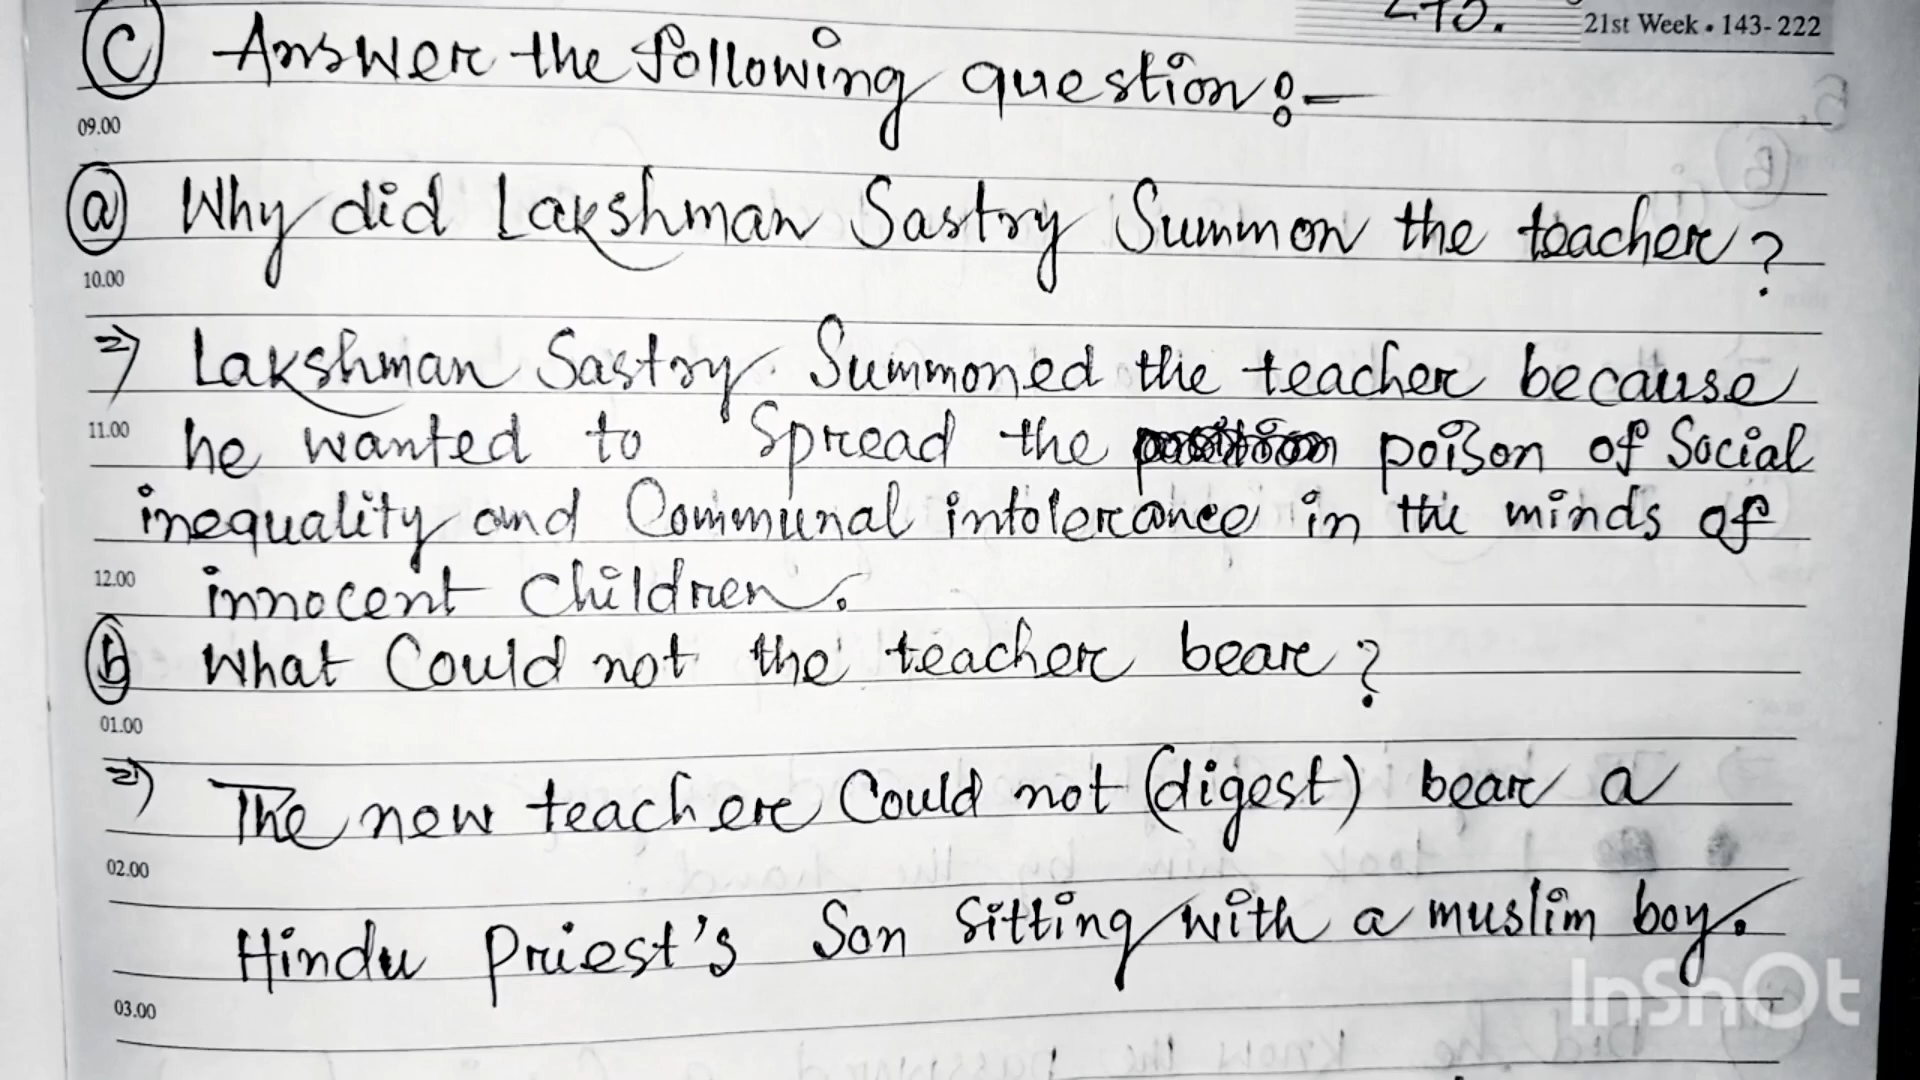 21st Week • 143-222
(C) Answer the following question :-
09.00
(a) Why did Lakshman Sastry Summon the teacher ?
10.00
=) Lakshman Sastry Summoned the teacher because
11.00 he wanted to Spread the poison of Social
inequality and Communal intolerance in the minds of
12.00 innocent Children.
(b) What Could not the teacher bear ?
01.00
=) The new teacher Could not (digest) bear a
02.00
Hindu Priest's Son Sitting with a muslim boy.
03.00
InShOt